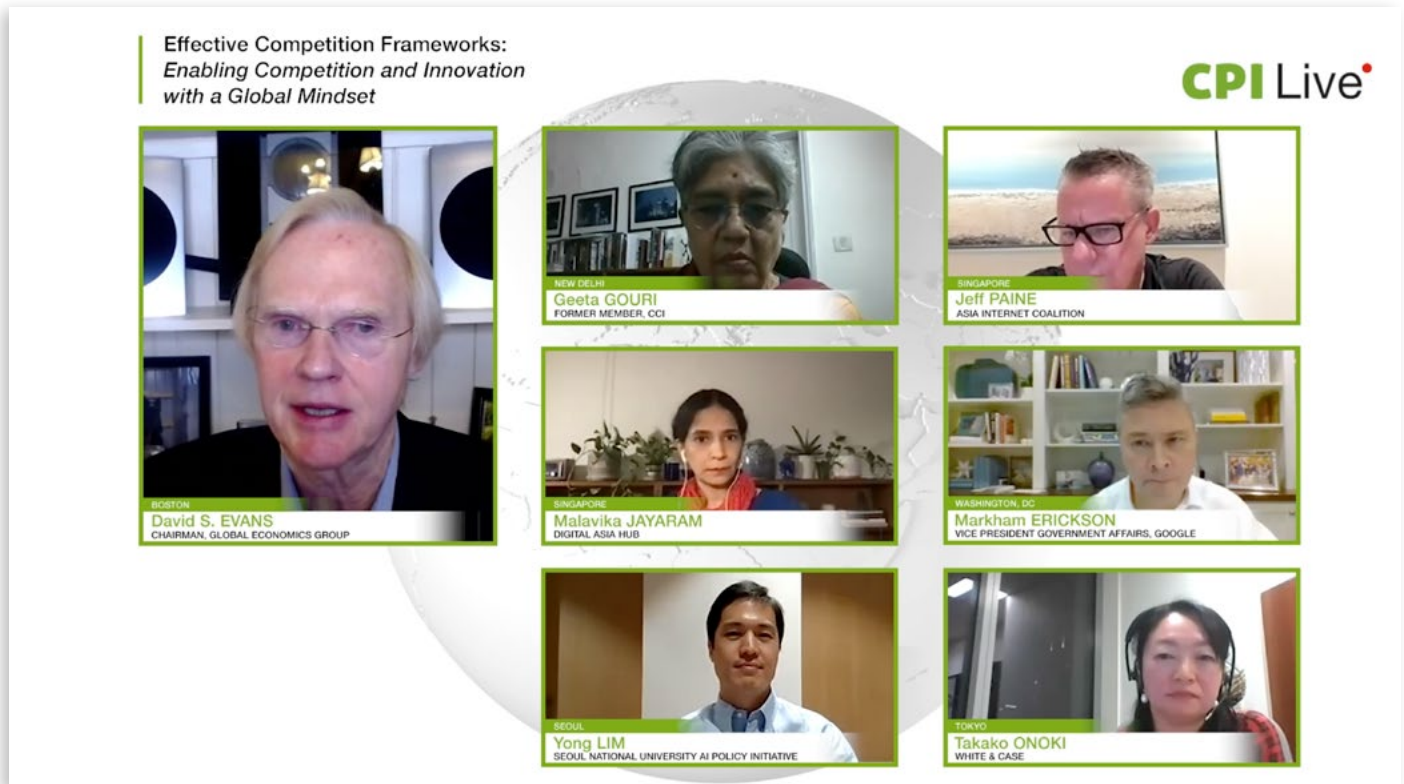 Effective Competition Frameworks:
Enabling Competition and Innovation
with a Global Mindset
CPI Live
BOSTON
David S. EVANS
CHAIRMAN, GLOBAL ECONOMICS GROUP
NEW DELHI
Geeta GOURI
FORMER MEMBER, CCI
SINGAPORE
Jeff PAINE
ASIA INTERNET COALITION
SINGAPORE
Malavika JAYARAM
DIGITAL ASIA HUB
WASHINGTON, DC
Markham ERICKSON
VICE PRESIDENT GOVERNMENT AFFAIRS, GOOGLE
SEOUL
Yong LIM
SEOUL NATIONAL UNIVERSITY AI POLICY INITIATIVE
TOKYO
Takako ONOKI
WHITE & CASE